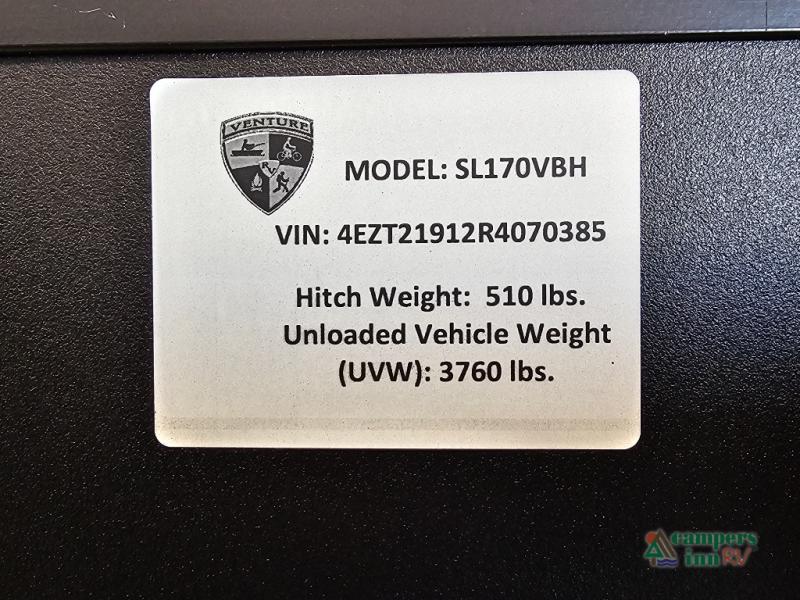 VENTURE
RV
MODEL: SL170VBH
VIN: 4EZT21912R4070385
Hitch Weight: 510 lbs.
Unloaded Vehicle Weight
(UVW): 3760 lbs.
campers
inn RV